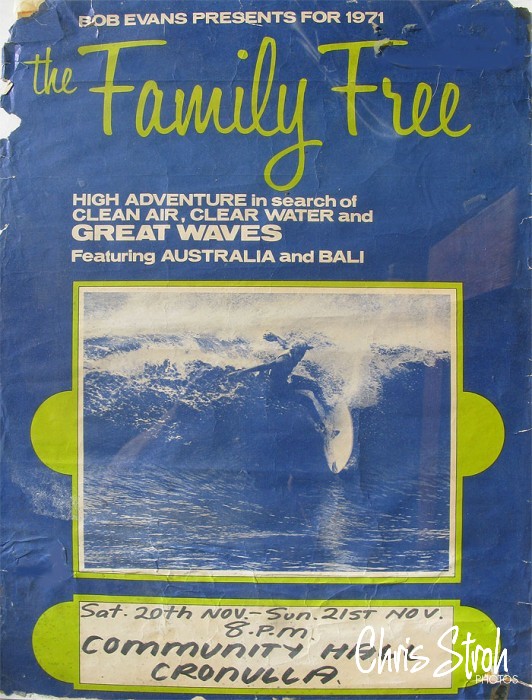 BOB EVANS PRESENTS FOR 1971
the Family Free
HIGH ADVENTURE in search of
CLEAN AIR, CLEAR WATER and
GREAT WAVES
Featuring AUSTRALIA and BALI
Sat. 20th NOV.- Sun. 21ST NOV.
8.P.M.
COMMUNITY HALL
CRONULLA.
Chris Stroh
PHOTOS